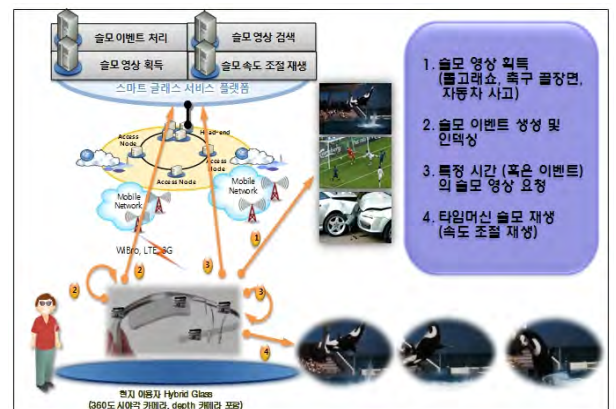 슬모 이벤트 처리
슬모 영상 검색
슬모 영상 획득
슬모 속도 조절 재생
스마트 글래스 서비스 플랫폼
Head-end
Access
Node
Access
Node
Access Node
Mobile
Network
Mobile
Network
WiBro, LTE, 3G
1
2
2
3
3
4
현지 이용자 Hybrid Glass
(360도 시야각 카메라, depth 카메라 포함)
1. 슬모 영상 획득
(돌고래쇼, 축구 골장면,
자동차 사고)
2. 슬모 이벤트 생성 및
인덱싱
3. 특정 시간 (혹은 이벤트)
의 슬모 영상 요청
4. 타임머신 슬모 재생
(속도 조절 재생)